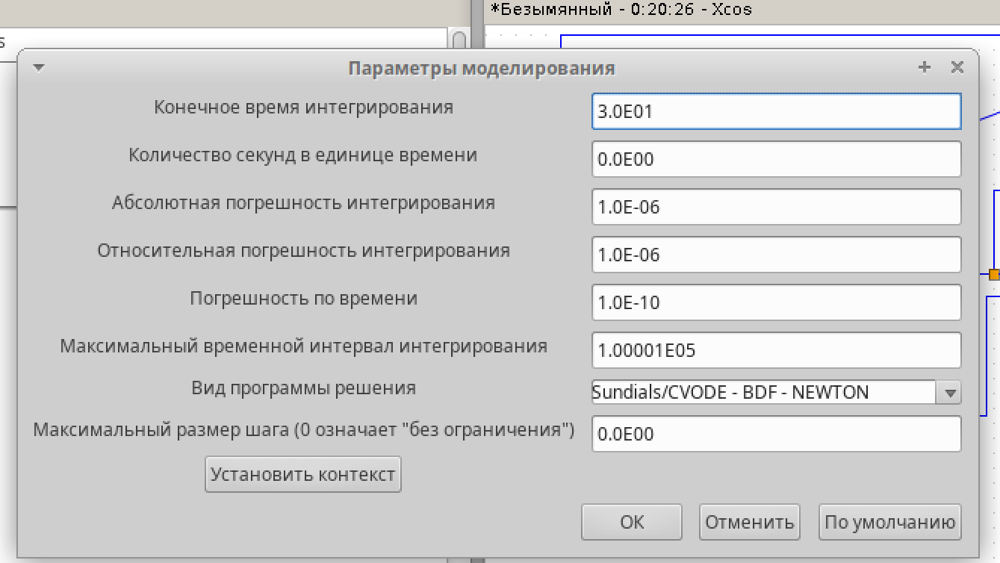 *Безымянный - 0:20:26 - Xcos
s
Параметры моделирования
Конечное время интегрирования 3.0E01
Количество секунд в единице времени 0.0E00
Абсолютная погрешность интегрирования 1.0E-06
Относительная погрешность интегрирования 1.0E-06
Погрешность по времени 1.0E-10
Максимальный временной интервал интегрирования 1.00001E05
Вид программы решения Sundials/CVODE - BDF - NEWTON
Максимальный размер шага (0 означает "без ограничения") 0.0E00
Установить контекст
ОК Отменить По умолчанию